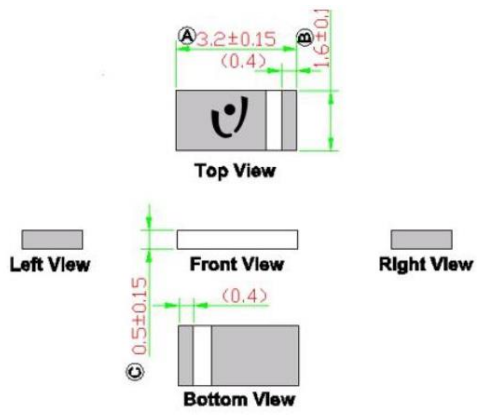 Ⓐ 3.2±0.15
Ⓑ 1.6±0.1
(0.4)
Top View
Left View
Front View
Right View
Ⓒ 0.5±0.15
(0.4)
Bottom View